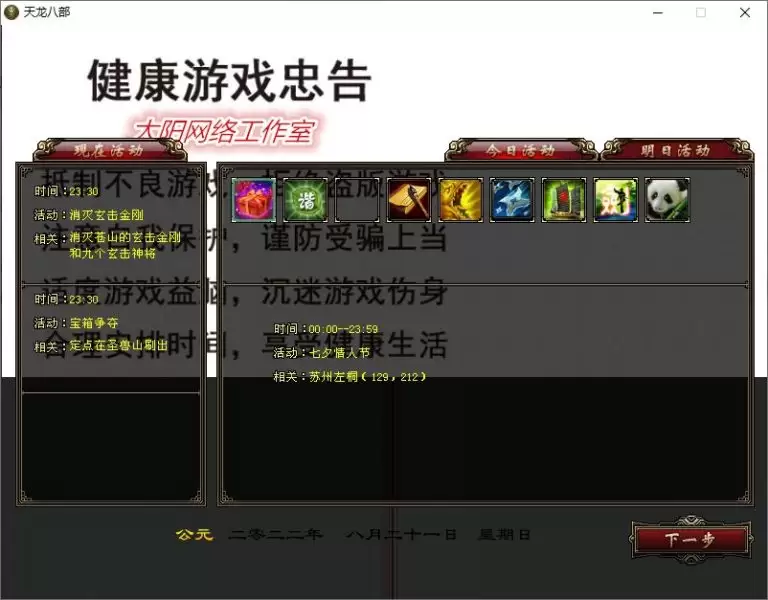 天龙八部
健康游戏忠告
太阳网络工作室
现在活动
今日活动
明日活动
抵制不良游戏，拒绝盗版游戏
时间：23:30
活动：消灭玄击金刚
相关：消灭苍山的玄击金刚
和九个玄击神将
时间：23:30
活动：宝箱争夺
相关：定点在圣兽山刷出
谐
注意自我保护，谨防受骗上当
适度游戏益脑，沉迷游戏伤身
合理安排时间，享受健康生活
时间：00:00--23:59
活动：七夕情人节
相关：苏州左桐（129，212）
公元 二零二二年 八月二十一日 星期日
下一步